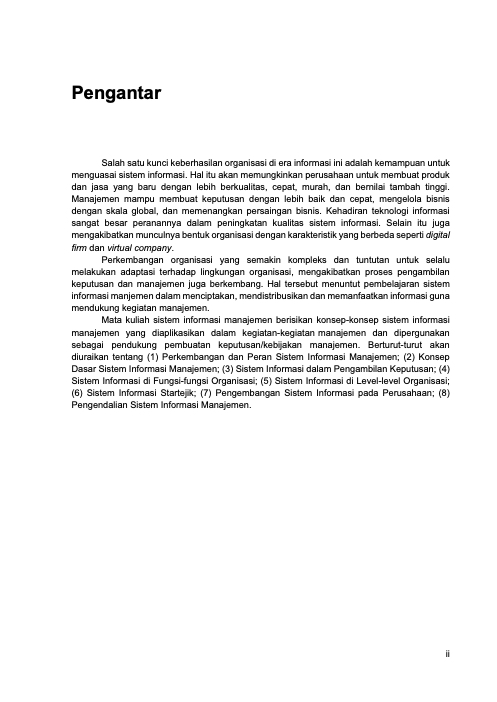 Pengantar
Salah satu kunci keberhasilan organisasi di era informasi ini adalah kemampuan untuk
menguasai sistem informasi. Hal itu akan memungkinkan perusahaan untuk membuat produk
dan jasa yang baru dengan lebih berkualitas, cepat, murah, dan bernilai tambah tinggi.
Manajemen mampu membuat keputusan dengan lebih baik dan cepat, mengelola bisnis
dengan skala global, dan memenangkan persaingan bisnis. Kehadiran teknologi informasi
sangat besar peranannya dalam peningkatan kualitas sistem informasi. Selain itu juga
mengakibatkan munculnya bentuk organisasi dengan karakteristik yang berbeda seperti digital
firm dan virtual company.
Perkembangan organisasi yang semakin kompleks dan tuntutan untuk selalu
melakukan adaptasi terhadap lingkungan organisasi, mengakibatkan proses pengambilan
keputusan dan manajemen juga berkembang. Hal tersebut menuntut pembelajaran sistem
informasi manjemen dalam menciptakan, mendistribusikan dan memanfaatkan informasi guna
mendukung kegiatan manajemen.
Mata kuliah sistem informasi manajemen berisikan konsep-konsep sistem informasi
manajemen yang diaplikasikan dalam kegiatan-kegiatan manajemen dan dipergunakan
sebagai pendukung pembuatan keputusan/kebijakan manajemen. Berturut-turut akan
diuraikan tentang (1) Perkembangan dan Peran Sistem Informasi Manajemen; (2) Konsep
Dasar Sistem Informasi Manajemen; (3) Sistem Informasi dalam Pengambilan Keputusan; (4)
Sistem Informasi di Fungsi-fungsi Organisasi; (5) Sistem Informasi di Level-level Organisasi;
(6) Sistem Informasi Startejik; (7) Pengembangan Sistem Informasi pada Perusahaan; (8)
Pengendalian Sistem Informasi Manajemen.
ii